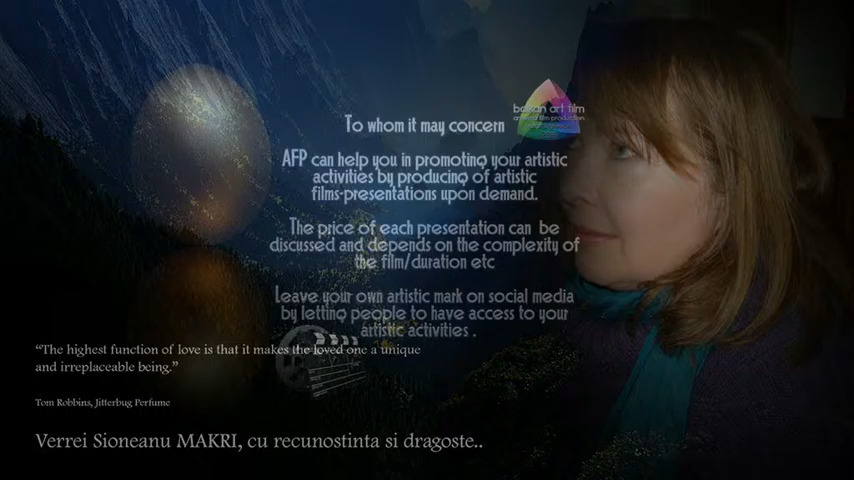 To whom it may concern
balkan art film
AFP can help you in promoting your artistic
activities by producing of artistic
films-presentations upon demand.
The price of each presentation can be
discussed and depends on the complexity of
the film/duration etc
Leave your own artistic mark on social media
by letting people to have access to your
artistic activities .
“The highest function of love is that it makes the loved one a unique
and irreplaceable being.”
Tom Robbins, Jitterbug Perfume
Verrei Sioneanu MAKRI, cu recunostinta si dragoste..